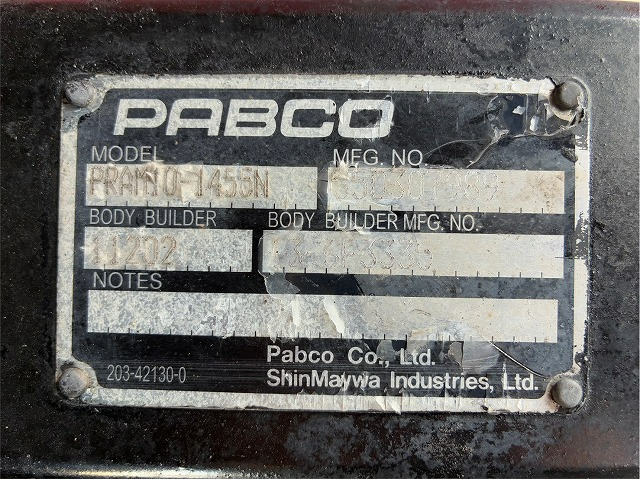 PABCO
MODEL MFG. NO.
PRAM10-1455N
BODY BUILDER BODY BUILDER MFG. NO.
11202
NOTES
Pabco Co., Ltd.
203-42130-0 ShinMaywa Industries, Ltd.